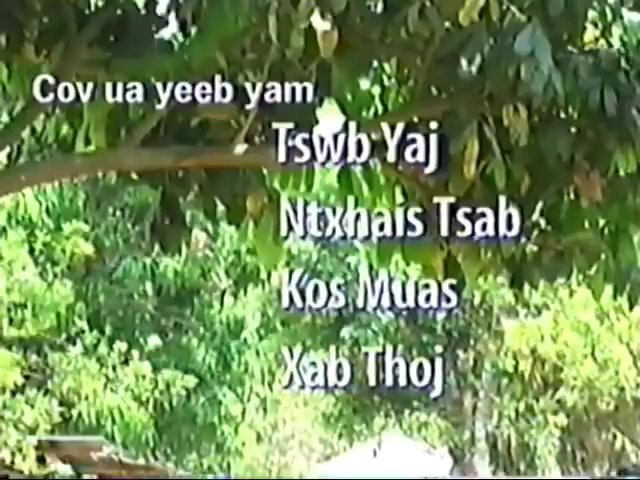 Cov ua yeeb yam
Tswb Yaj
Ntxhais Tsab
Kos Muas
Xab Thoj